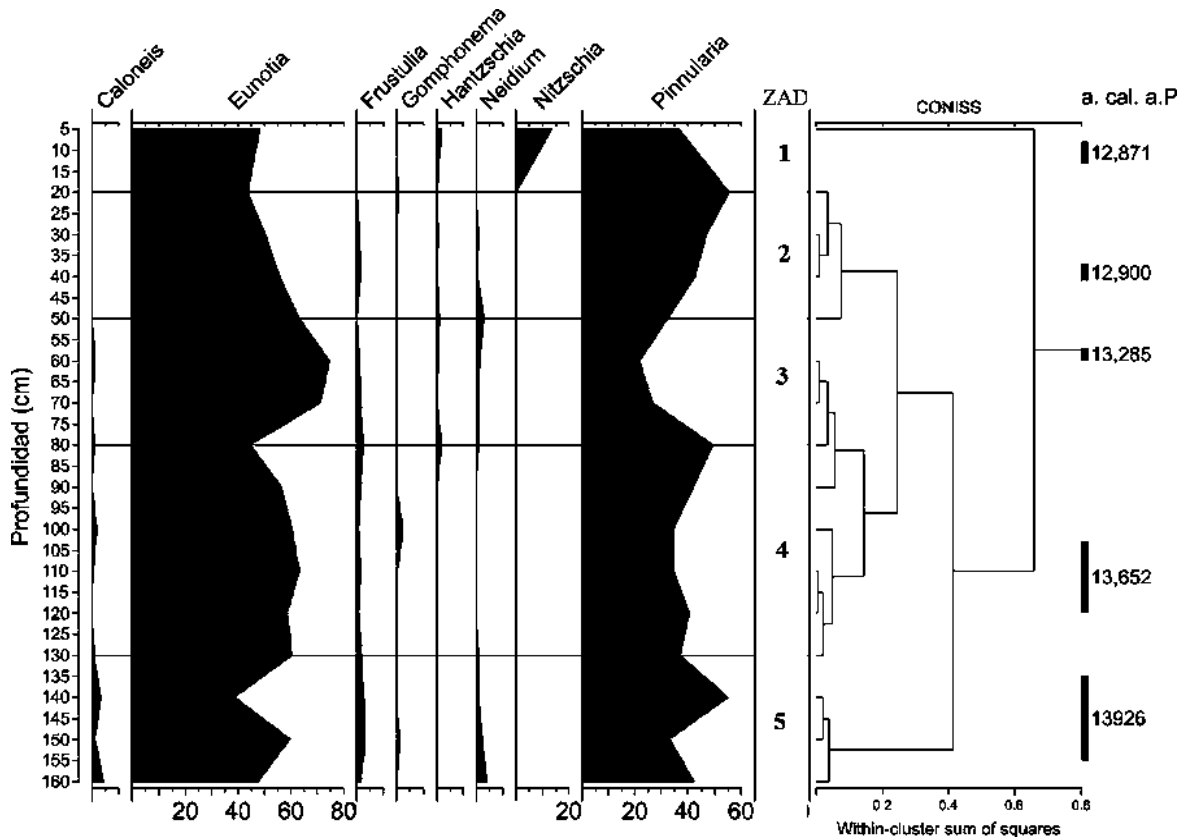 Caloneis
Eunotia
Frustulia
Gomphonema
Hantzschia
Neidium
Nitzschia
Pinnularia
ZAD
CONISS
a. cal. a.P
Profundidad (cm)
5
10
15
20
25
30
35
40
45
50
55
60
65
70
75
80
85
90
95
100
105
110
115
120
125
130
135
140
145
150
155
160
1
2
3
4
5
12,871
12,900
13,285
13,652
13926
20 40 60 80
20
20 40 60
0.2 0.4 0.6 0.8
Within-cluster sum of squares